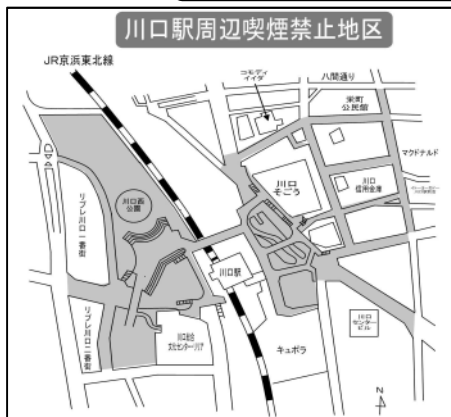 川口駅周辺喫煙禁止地区
JR京浜東北線
コモディ
イイダ
八間通り
栄町
公民館
マクドナルド
川口
そごう
川口
信用金庫
川口西
公園
リプレ川口一番街
川口駅
リプレ川口二番街
川口総合
文化センター・リリア
キュポ・ラ
川口
センター
ビル
N